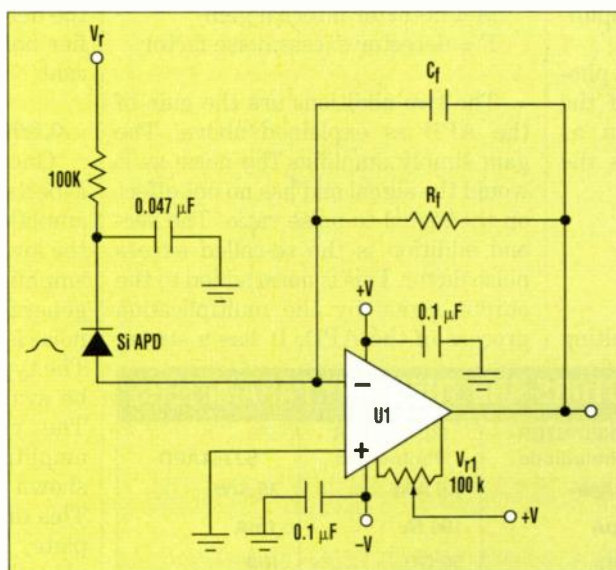 Vr
Cf
100K
0.047 µF
Rf
+V
0.1 µF
Si APD
−
U1
+
Vr1
100 k
0.1 µF
+V
−V